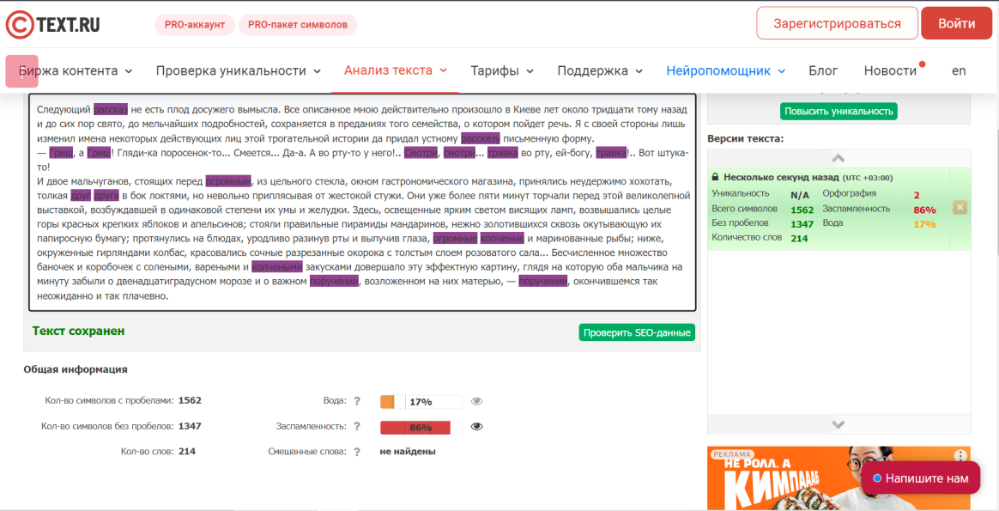 TEXT.RU
PRO-аккаунт
PRO-пакет символов
Зарегистрироваться
Войти
Биржа контента
Проверка уникальности
Анализ текста
Тарифы
Поддержка
Нейропомощник
Блог
Новости
en
Следующий рассказ не есть плод досужего вымысла. Все описанное мною действительно произошло в Киеве лет около тридцати тому назад
и до сих пор свято, до мельчайших подробностей, сохраняется в преданиях того семейства, о котором пойдет речь. Я с своей стороны лишь
изменил имена некоторых действующих лиц этой трогательной истории да придал устному рассказу письменную форму.
— Гриш, а Гриш! Гляди-ка поросенок-то... Смеется... Да-а. А во рту-то у него!.. Смотри, смотри... травка во рту, ей-богу, травка!.. Вот штука-
то!
И двое мальчуганов, стоящих перед огромным, из цельного стекла, окном гастрономического магазина, принялись неудержимо хохотать,
толкая друг друга в бок локтями, но невольно приплясывая от жестокой стужи. Они уже более пяти минут торчали перед этой великолепной
выставкой, возбуждавшей в одинаковой степени их умы и желудки. Здесь, освещенные ярким светом висящих ламп, возвышались целые
горы красных крепких яблоков и апельсинов; стояли правильные пирамиды мандаринов, нежно золотившихся сквозь окутывающую их
папиросную бумагу; протянулись на блюдах, уродливо разинув рты и выпучив глаза, огромные копченые и маринованные рыбы; ниже,
окруженные гирляндами колбас, красовались сочные разрезанные окорока с толстым слоем розоватого сала... Бесчисленное множество
баночек и коробочек с солеными, вареными и копчеными закусками довершало эту эффектную картину, глядя на которую оба мальчика на
минуту забыли о двенадцатиградусном морозе и о важном поручении, возложенном на них матерью, — поручении, окончившемся так
неожиданно и так плачевно.
Текст сохранен
Проверить SEO-данные
Общая информация
Кол-во символов с пробелами: 1562
Вода: ? 17%
Кол-во символов без пробелов: 1347
Заспамленность: ? 86%
Кол-во слов: 214
Смешанные слова: ? не найдены
Повысить уникальность
Версии текста:
Несколько секунд назад (UTC +03:00)
Уникальность N/A Орфография 2
Всего символов 1562 Заспамленность 86%
Без пробелов 1347 Вода 17%
Количество слов 214
РЕКЛАМА
НЕ РОЛЛ, А
Напишите нам